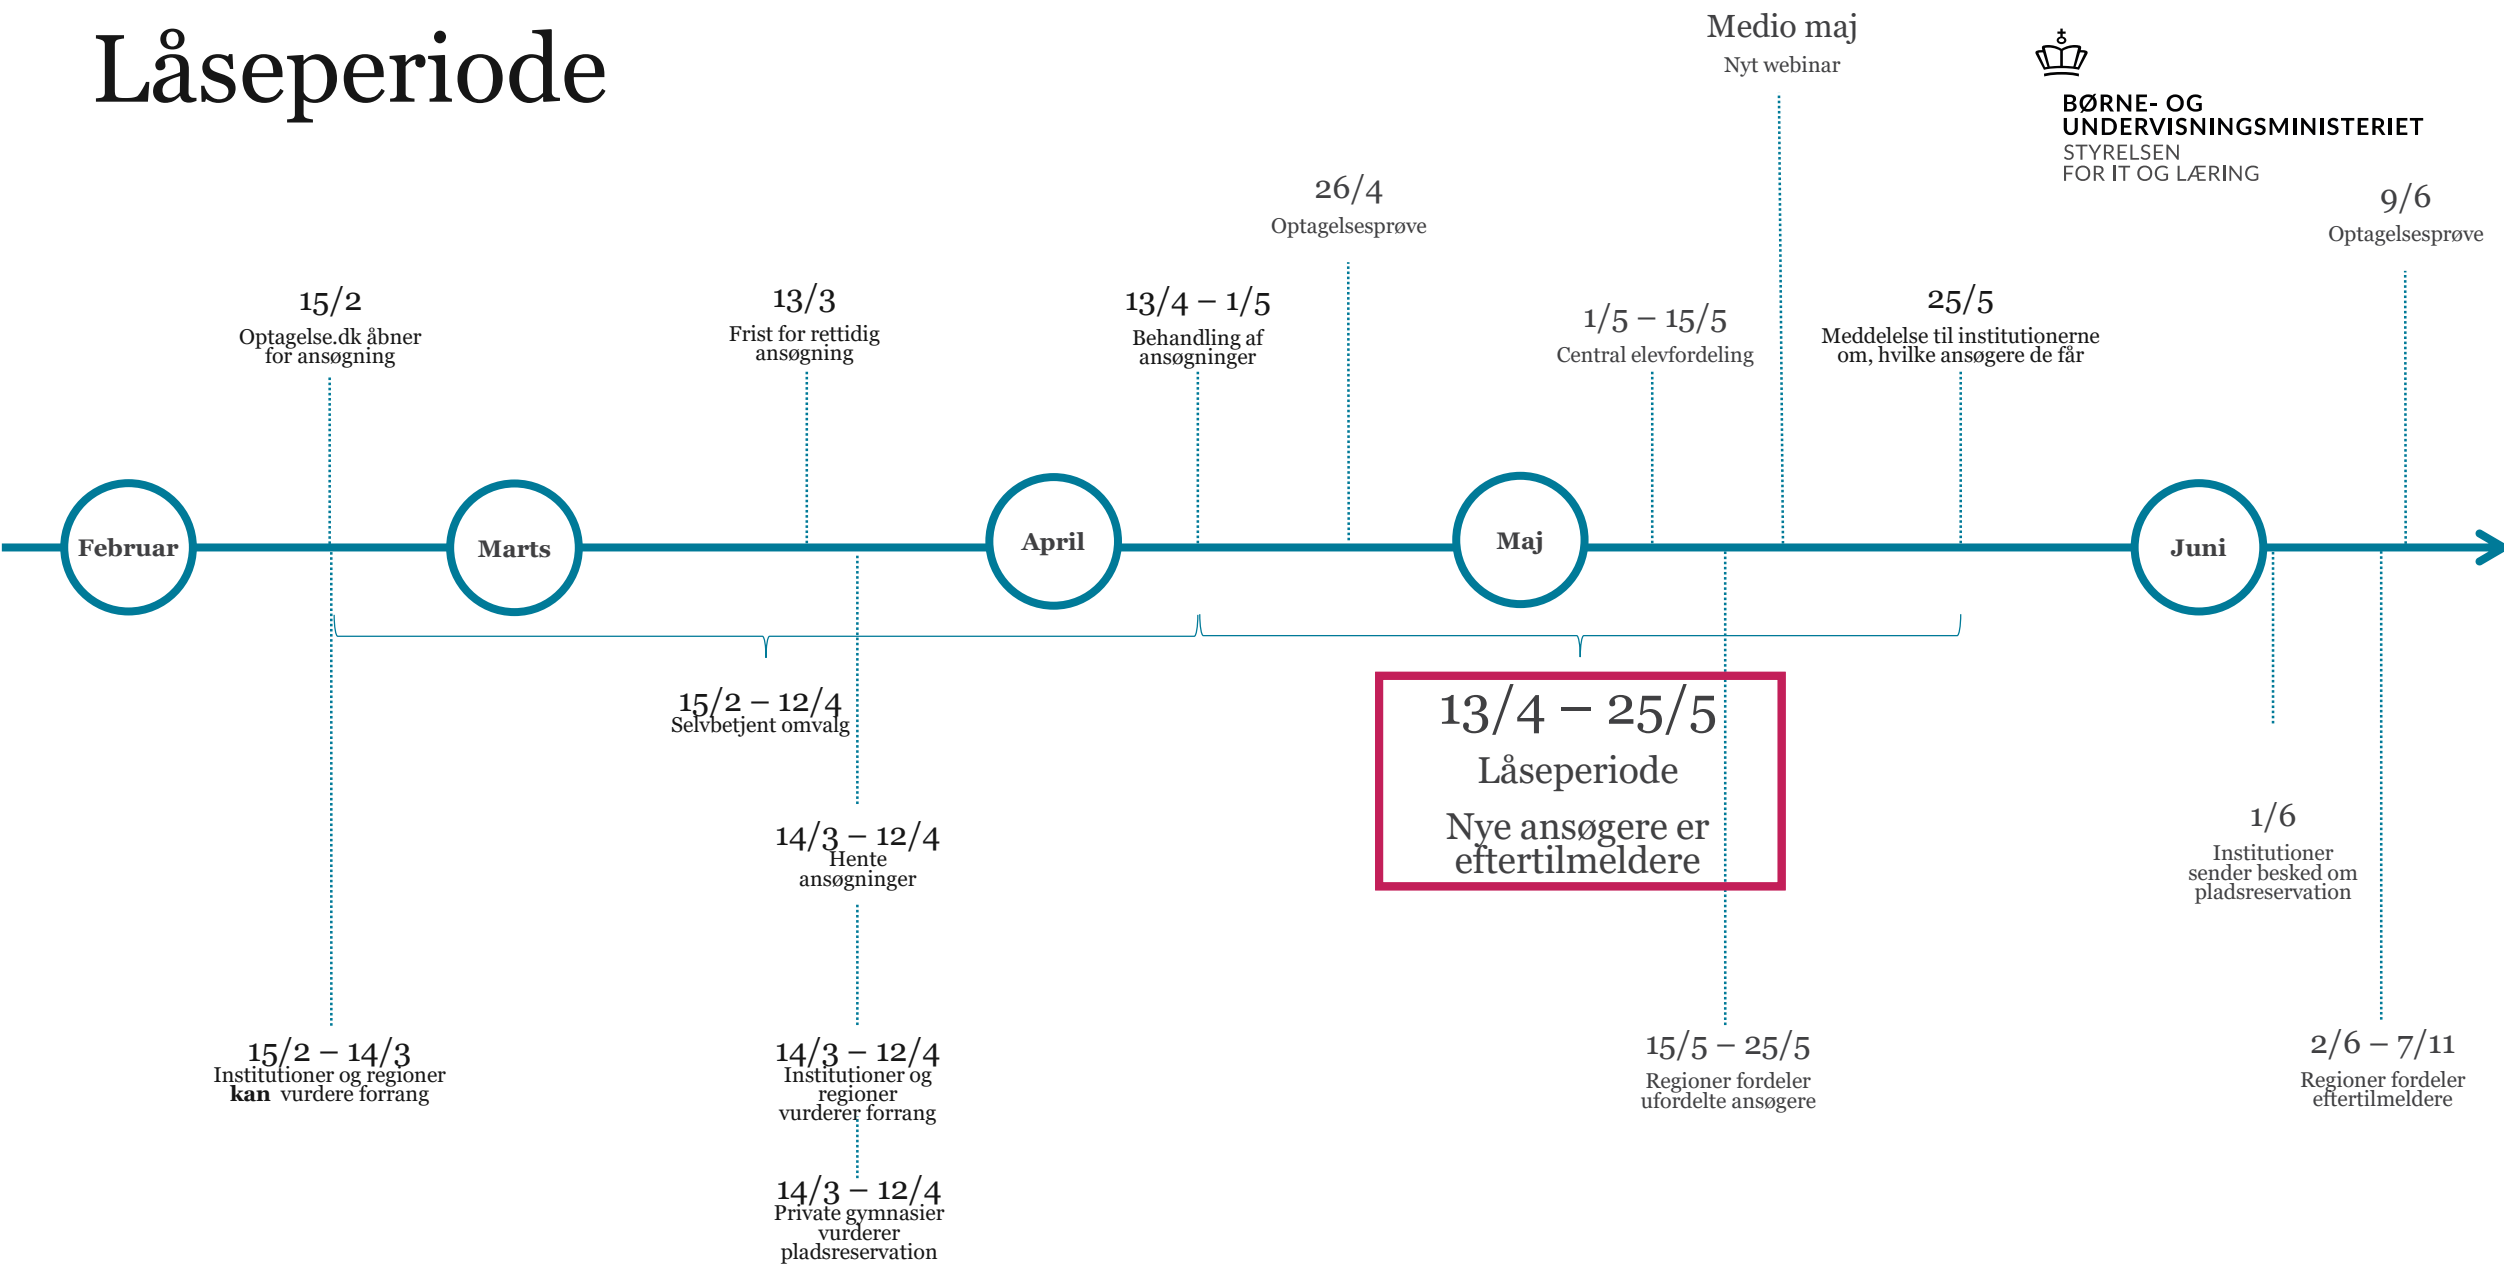 Låseperiode
Medio maj
Nyt webinar
BØRNE- OG
UNDERVISNINGSMINISTERIET
STYRELSEN
FOR IT OG LÆRING
26/4
Optagelsesprøve
9/6
Optagelsesprøve
15/2
Optagelse.dk åbner
for ansøgning
13/3
Frist for rettidig
ansøgning
13/4 – 1/5
Behandling af
ansøgninger
1/5 – 15/5
Central elevfordeling
25/5
Meddelelse til institutionerne
om, hvilke ansøgere de får
Februar
Marts
April
Maj
Juni
15/2 – 12/4
Selvbetjent omvalg
13/4 – 25/5
Låseperiode
Nye ansøgere er
eftertilmeldere
14/3 – 12/4
Hente
ansøgninger
1/6
Institutioner
sender besked om
pladsreservation
15/2 – 14/3
Institutioner og regioner
kan vurdere forrang
14/3 – 12/4
Institutioner og
regioner
vurderer forrang
15/5 – 25/5
Regioner fordeler
ufordelte ansøgere
2/6 – 7/11
Regioner fordeler
eftertilmeldere
14/3 – 12/4
Private gymnasier
vurderer
pladsreservation